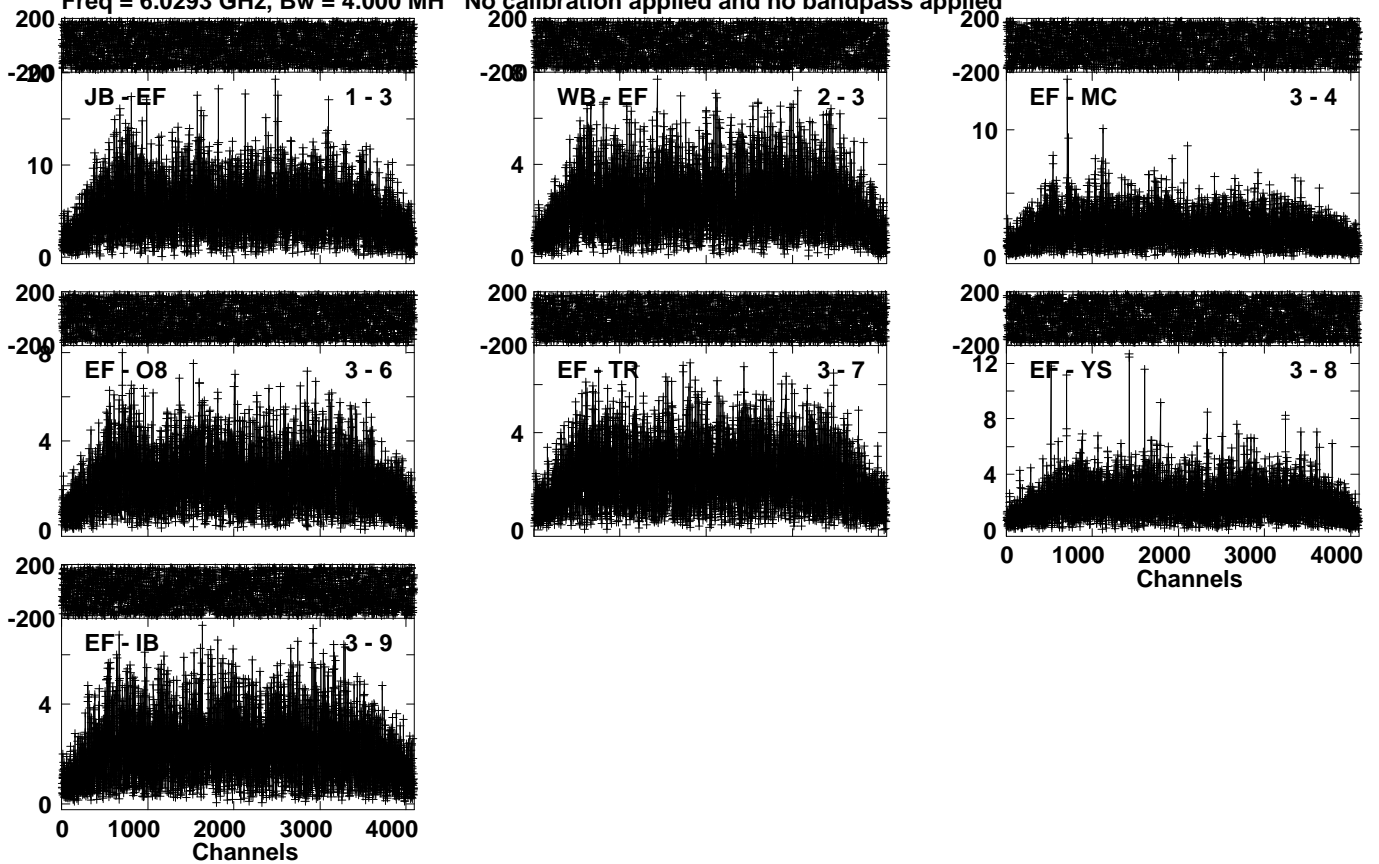 Freq = 6.0293 GHz, Bw = 4.000 MH No calibration applied and no bandpass applied
200 200 200
-200 -200 -200
20 8
JB - EF 1 - 3 WB - EF 2 - 3 EF - MC 3 - 4
10 4 10
0 0 0
200 200 200
-200 -200 -200
8 12
EF - O8 3 - 6 EF - TR 3 - 7 EF - YS 3 - 8
8
4 4 4
0 0 0
0 1000 2000 3000 4000
Channels
200
-200
EF - IB 3 - 9
4
0
0 1000 2000 3000 4000
Channels